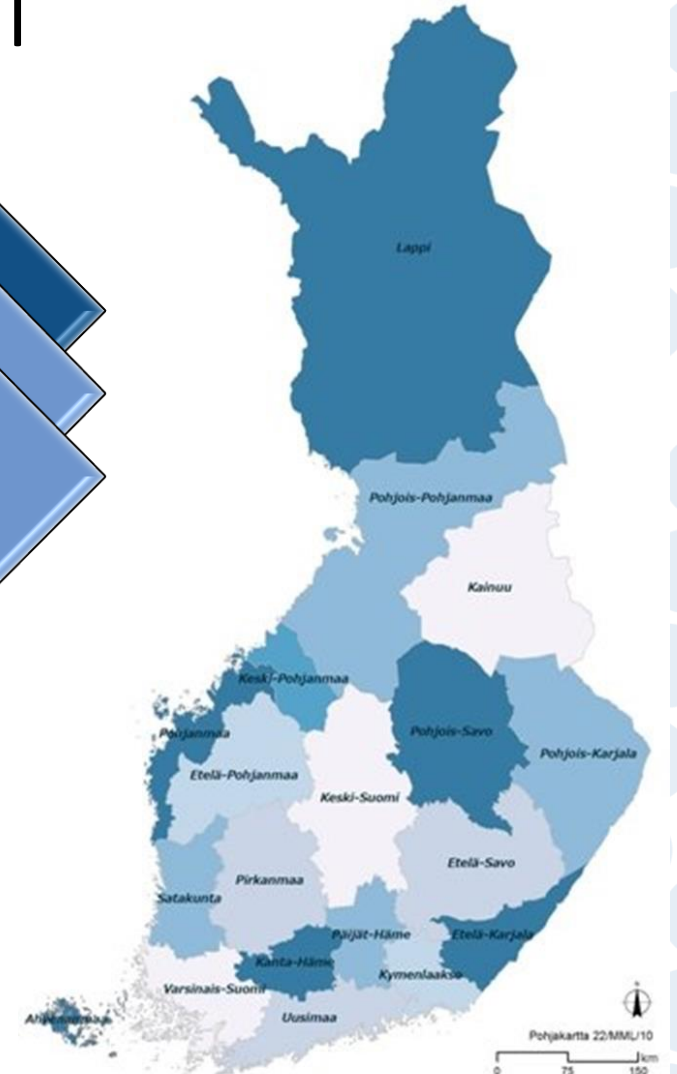 Lappi
Pohjois-Pohjanmaa
Kainuu
Keski-Pohjanmaa
Pohjanmaa
Pohjois-Savo
Pohjois-Karjala
Etelä-Pohjanmaa
Keski-Suomi
Etelä-Savo
Pirkanmaa
Satakunta
Päijät-Häme
Etelä-Karjala
Kanta-Häme
Kymenlaakso
Varsinais-Suomi
Uusimaa
Ahvenanmaa
Pohjakartta 22/MML/10
km
0 75 150